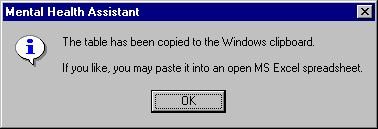 Mental Health Assistant
The table has been copied to the Windows clipboard.
If you like, you may paste it into an open MS Excel spreadsheet.
OK